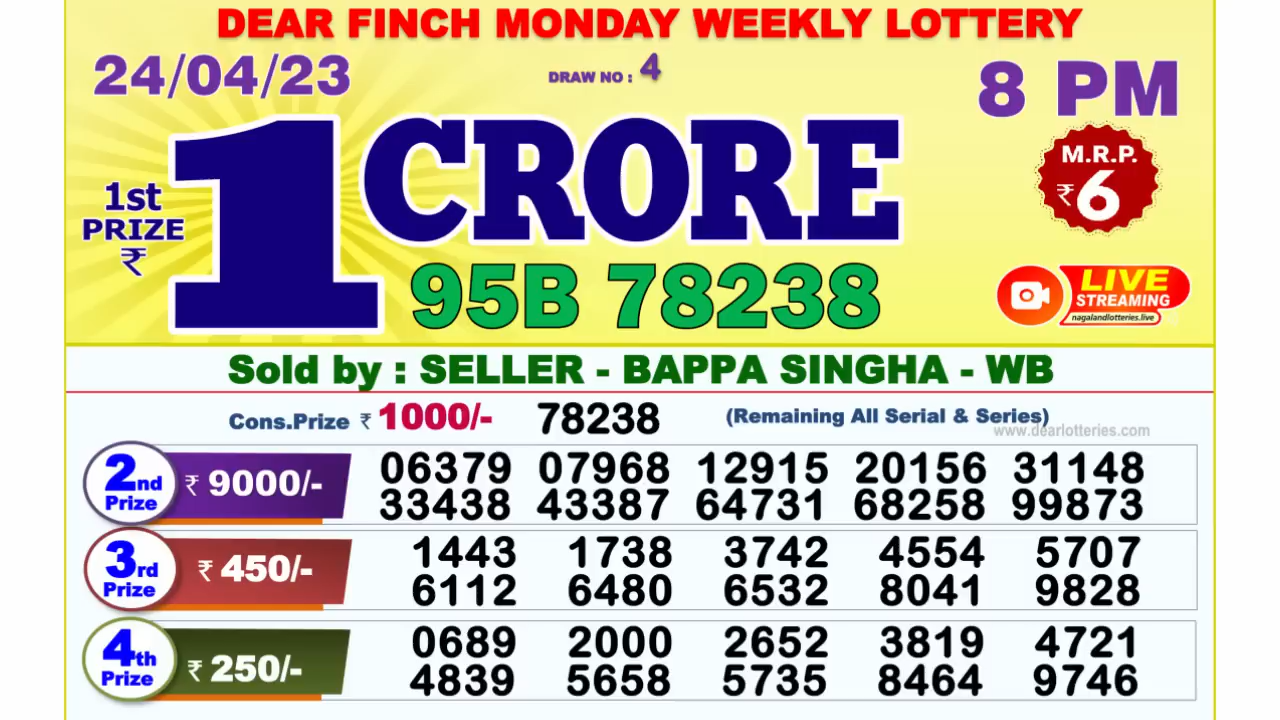 DEAR FINCH MONDAY WEEKLY LOTTERY
24/04/23
DRAW NO : 4
8 PM
1st
PRIZE
₹
1 CRORE
M.R.P.
₹ 6
95B 78238
LIVE
STREAMING
nagalandlotteries.live
Sold by : SELLER - BAPPA SINGHA - WB
Cons.Prize ₹ 1000/- 78238 (Remaining All Serial & Series)
www.dearlotteries.com
2nd
Prize
₹ 9000/-
06379 07968 12915 20156 31148
33438 43387 64731 68258 99873
3rd
Prize
₹ 450/-
1443 1738 3742 4554 5707
6112 6480 6532 8041 9828
4th
Prize
₹ 250/-
0689 2000 2652 3819 4721
4839 5658 5735 8464 9746